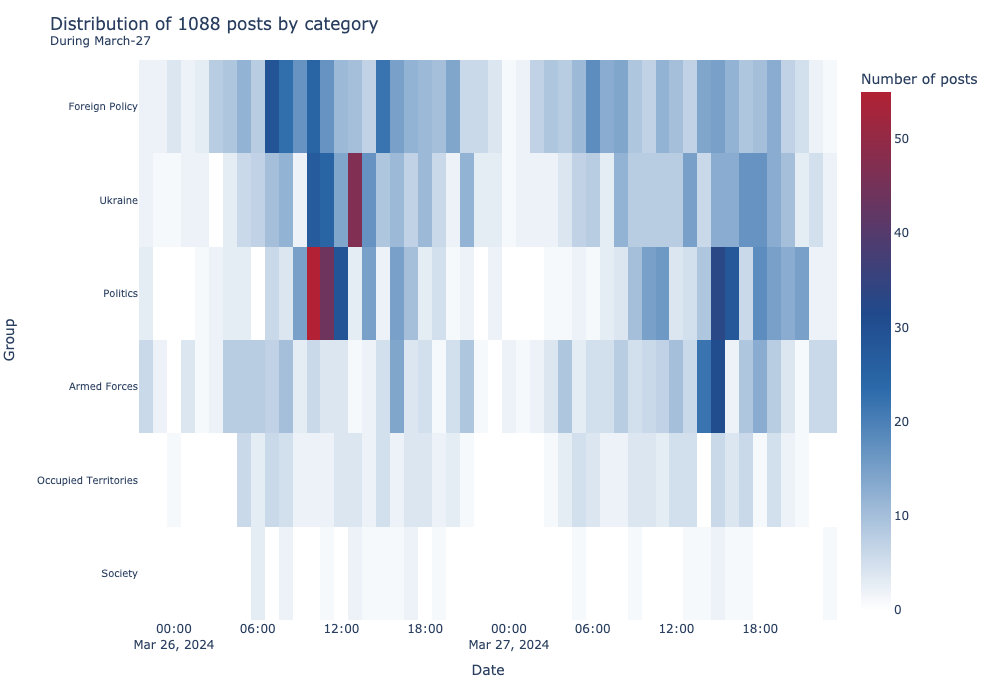 Distribution of 1088 posts by category
During March-27
Number of posts
Foreign Policy
Ukraine
Politics
Armed Forces
Occupied Territories
Society
Group
50
40
30
20
10
0
00:00 06:00 12:00 18:00 00:00 06:00 12:00 18:00
Mar 26, 2024 Mar 27, 2024
Date